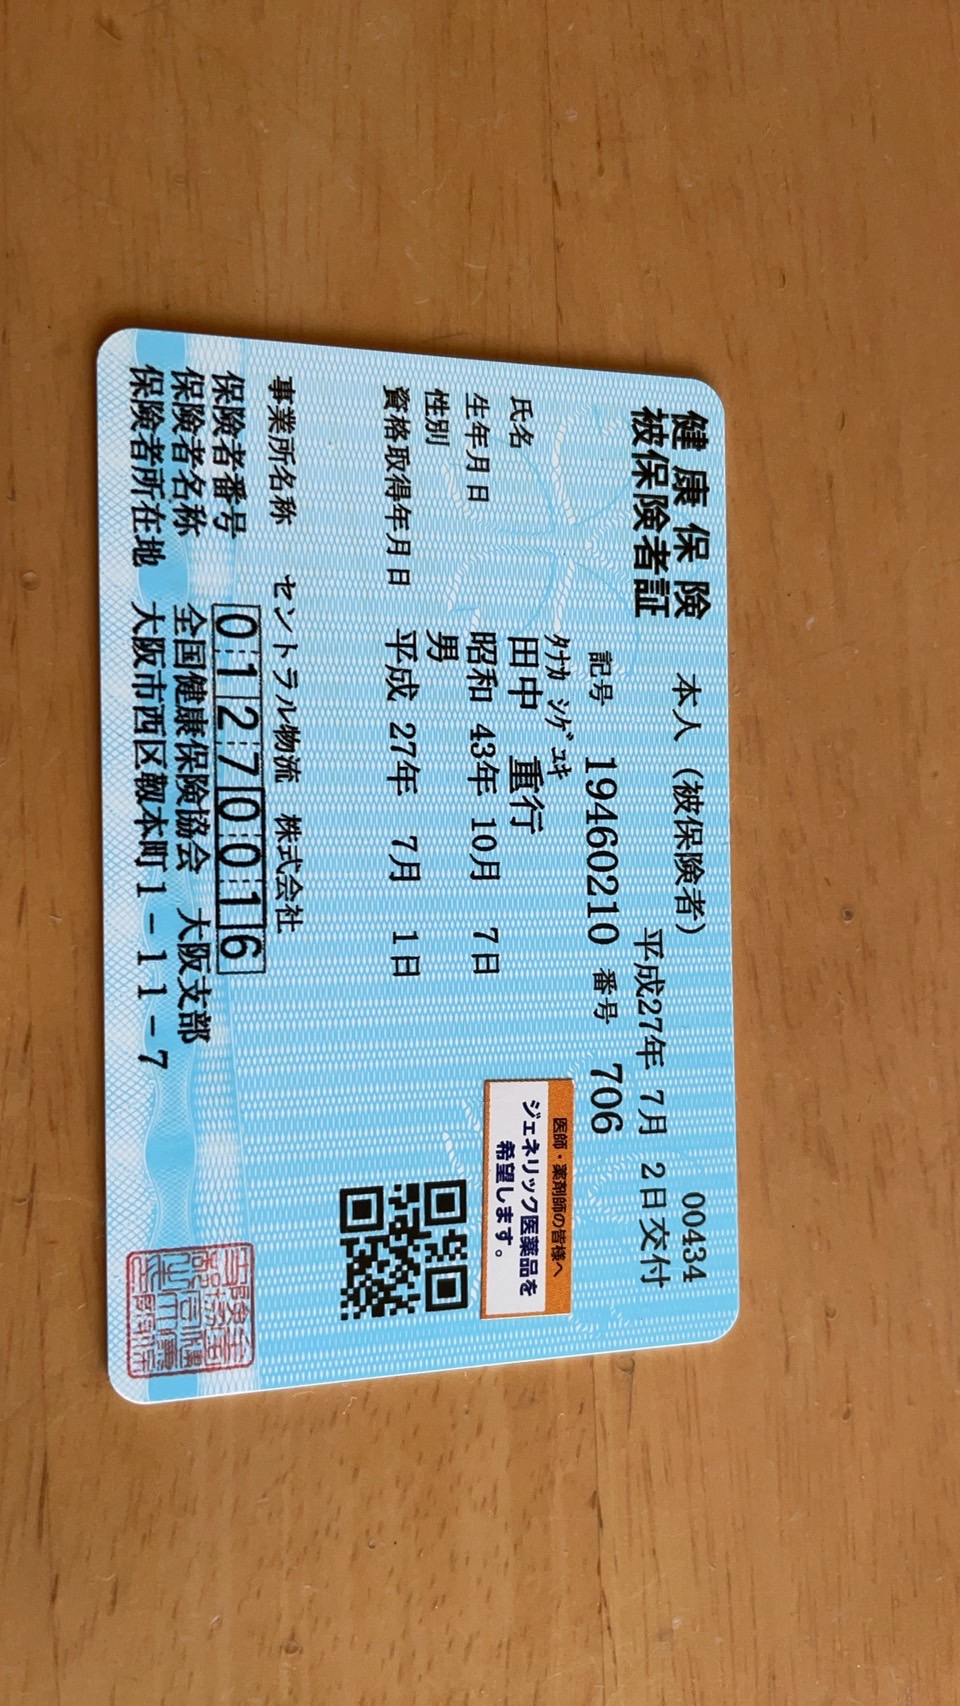 健康保険 本人（被保険者） 00434
被保険者証 平成27年 7月 2日交付
記号 19460210 番号 706
ﾀﾅｶ ｼｹﾞﾕｷ
氏名 田中 重行
生年月日 昭和 43年 10月 7日
性別 男
資格取得年月日 平成 27年 7月 1日
医師・薬剤師の皆様へ
ジェネリック医薬品を
希望します。
事業所名称 セントラル物流 株式会社
保険者番号 01270016
保険者名称 全国健康保険協会 大阪支部
保険者所在地 大阪市西区靱本町1-11-7